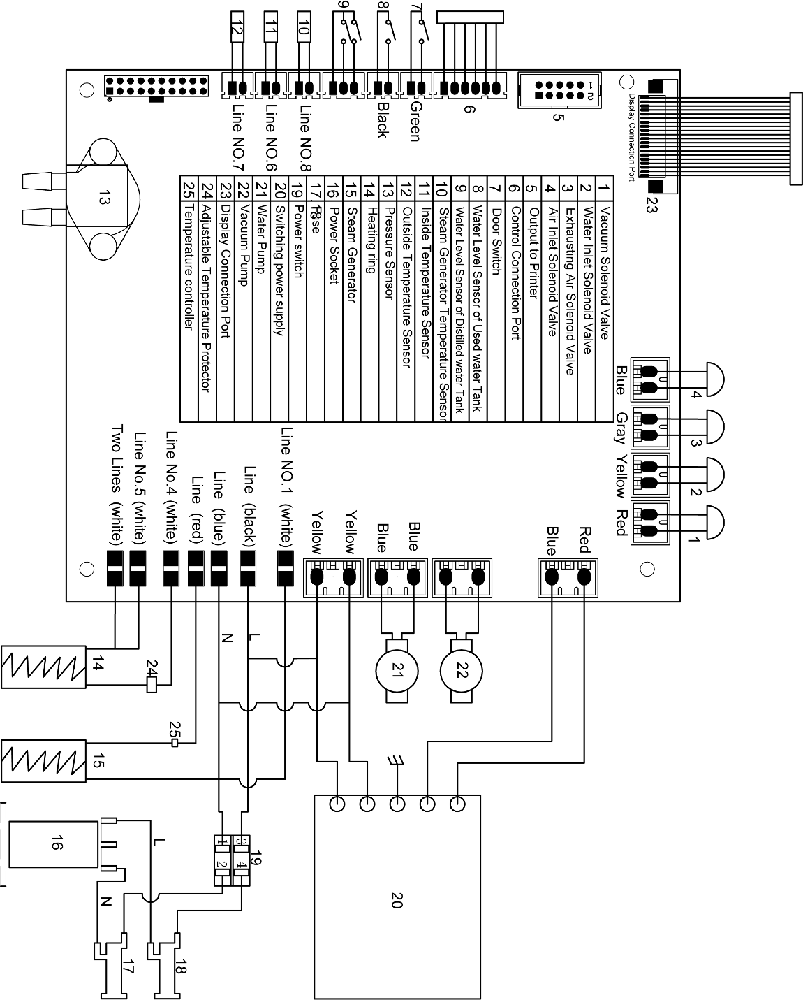 Display Connection Port
23
5
1
2
6
7
Green
8
Black
9
10
Line NO.8
11
Line NO.6
12
Line NO.7
13
1 Vacuum Solenoid Valve
2 Water Inlet Solenoid Valve
3 Exhausting Air Solenoid Valve
4 Air Inlet Solenoid Valve
5 Output to Printer
6 Control Connection Port
7 Door Switch
8 Water Level Sensor of Used water Tank
9 Water Level Sensor of Distilled water Tank
10 Steam Generator Temperature Sensor
11 Inside Temperature Sensor
12 Outside Temperature Sensor
13 Pressure Sensor
14 Heating ring
15 Steam Generator
16 Power Socket
17,18 Fuse
19 Power switch
20 Switching power supply
21 Water Pump
22 Vacuum Pump
23 Display Connection Port
24 Adjustable Temperature Protector
25 Temperature controller
4
Blue
3
Gray
2
Yellow
1
Red
Red
Blue
Blue
Blue
Yellow
Yellow
Line NO.1 (white)
Line (black)
Line (blue)
Line (red)
Line No.4 (white)
Line No.5 (white)
Two Lines (white)
22
21
L
N
24
14
25
15
20
19
3
4
1
2
16
L
N
18
17